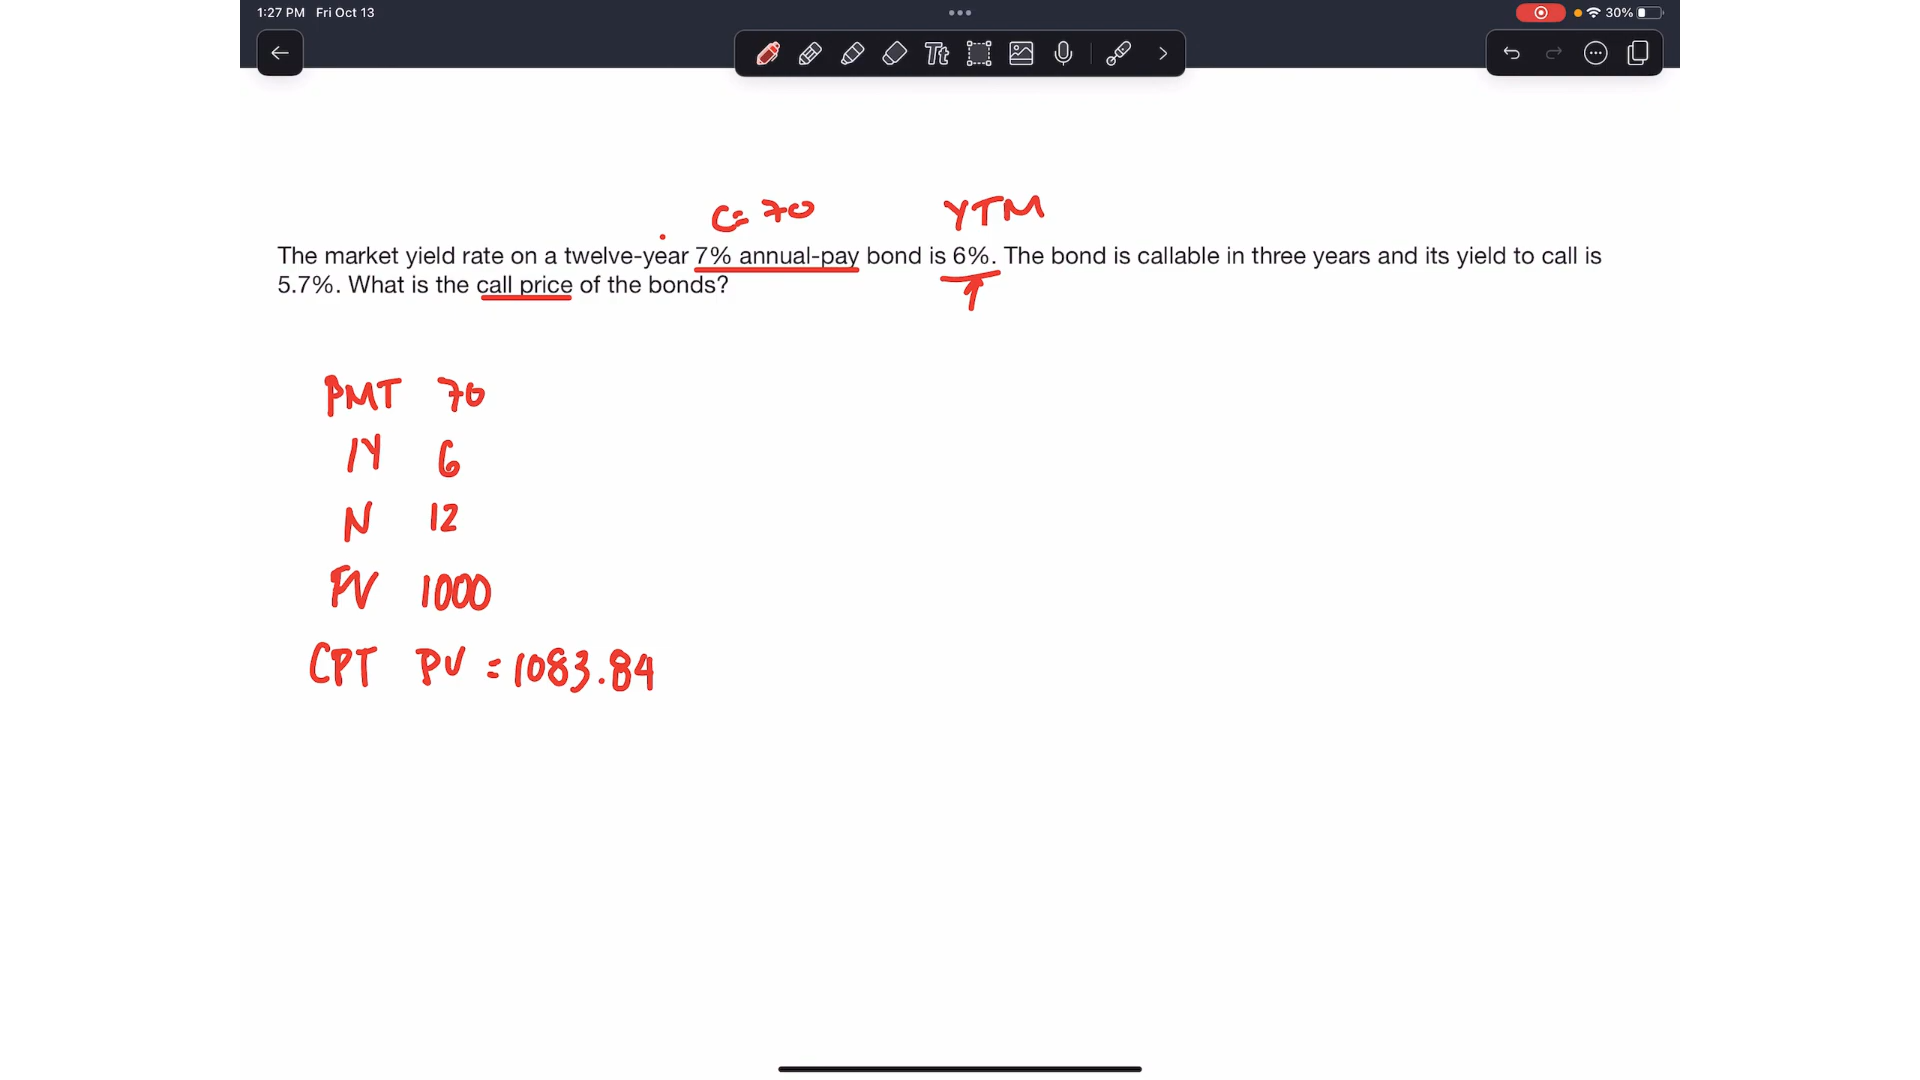 1:27 PM Fri Oct 13
30%
Tt
C= 70
YTM
The market yield rate on a twelve-year 7% annual-pay bond is 6%. The bond is callable in three years and its yield to call is
5.7%. What is the call price of the bonds?
PMT 70
IY 6
N 12
FV 1000
CPT PV = 1083.84